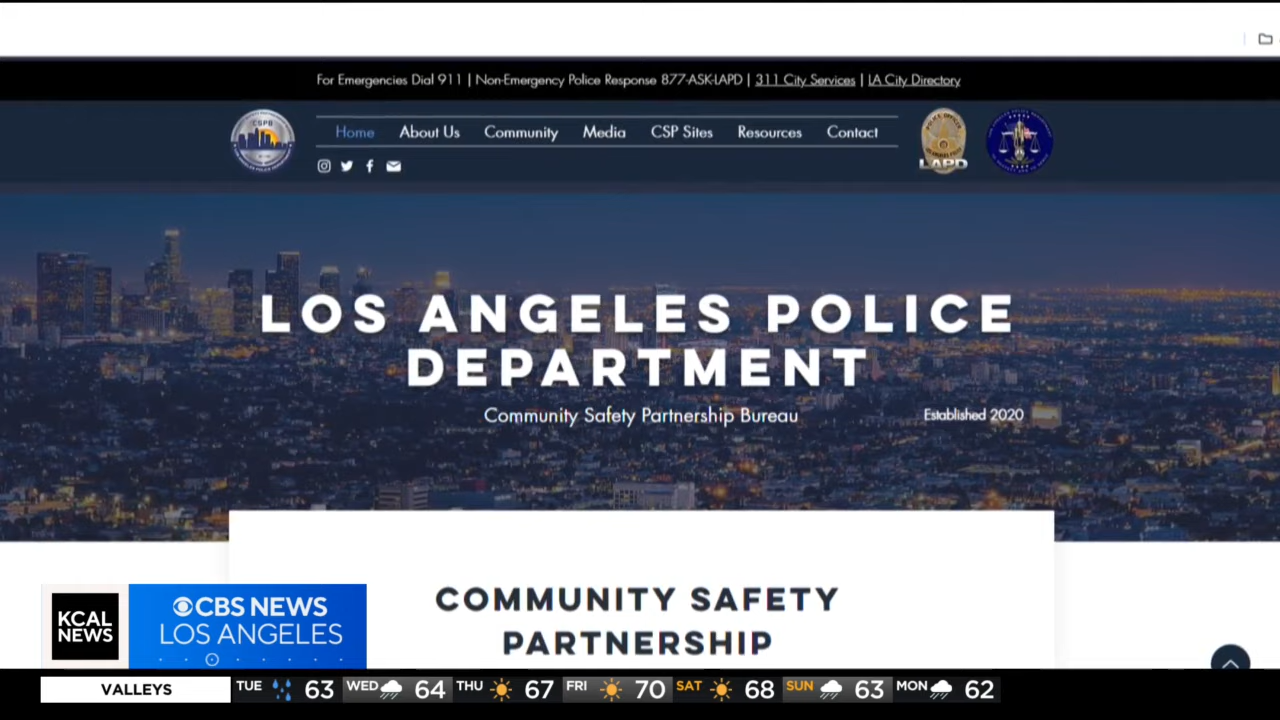 For Emergencies Dial 911 | Non-Emergency Police Response 877-ASK-LAPD | 311 City Services | LA City Directory
CSPB
Home About Us Community Media CSP Sites Resources Contact
LAPD
LOS ANGELES POLICE
DEPARTMENT
Community Safety Partnership Bureau
Established 2020
COMMUNITY SAFETY
PARTNERSHIP
KCAL
NEWS
CBS NEWS
LOS ANGELES
VALLEYS TUE 63 WED 64 THU 67 FRI 70 SAT 68 SUN 63 MON 62